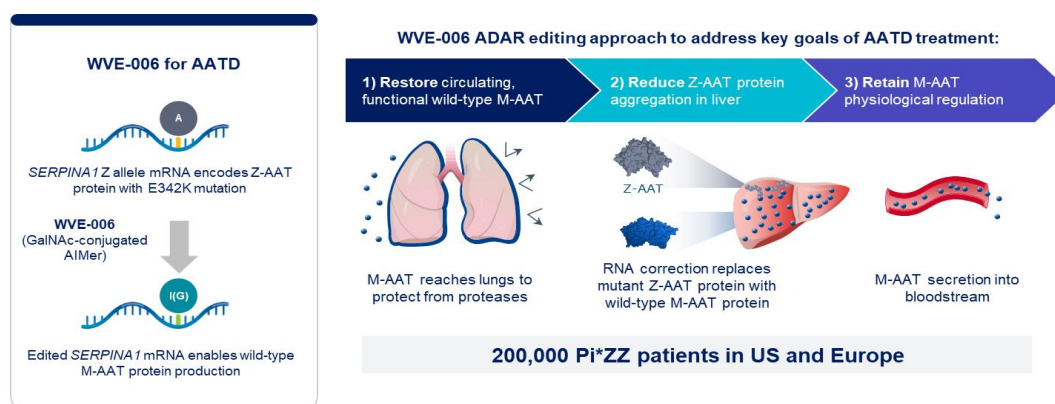 WVE-006 for AATD
A
SERPINA1 Z allele mRNA encodes Z-AAT
protein with E342K mutation
WVE-006
(GalNAc-conjugated
AIMer)
I(G)
Edited SERPINA1 mRNA enables wild-type
M-AAT protein production
WVE-006 ADAR editing approach to address key goals of AATD treatment:
1) Restore circulating,
functional wild-type M-AAT
2) Reduce Z-AAT protein
aggregation in liver
3) Retain M-AAT
physiological regulation
Z-AAT
M-AAT reaches lungs to
protect from proteases
RNA correction replaces
mutant Z-AAT protein with
wild-type M-AAT protein
M-AAT secretion into
bloodstream
200,000 Pi*ZZ patients in US and Europe